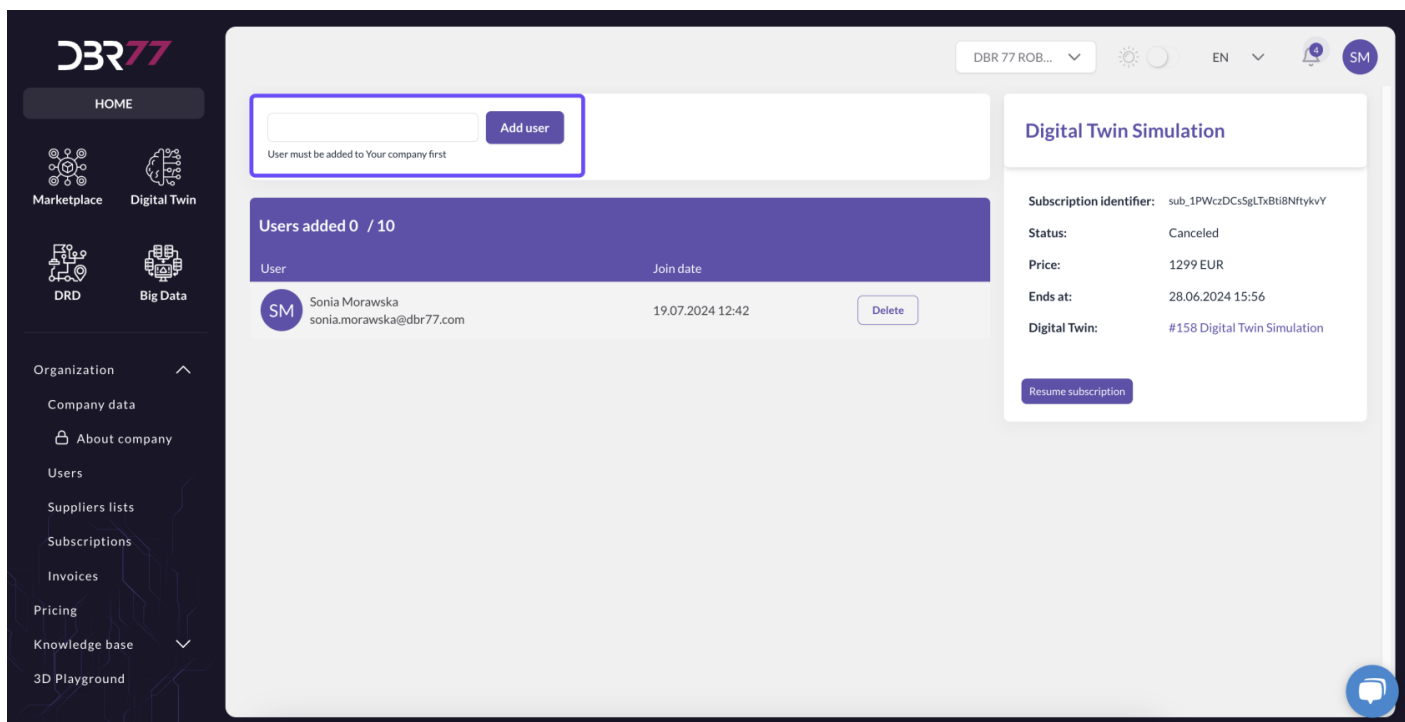 DBR77
DBR 77 ROB...
EN
4
SM
HOME
Marketplace
Digital Twin
DRD
Big Data
Organization
Company data
About company
Users
Suppliers lists
Subscriptions
Invoices
Pricing
Knowledge base
3D Playground
Add user
User must be added to Your company first
Users added 0 / 10
User
Join date
SM
Sonia Morawska
sonia.morawska@dbr77.com
19.07.2024 12:42
Delete
Digital Twin Simulation
Subscription identifier: sub_1PWczDCsSgLTxBti8NftykvY
Status: Canceled
Price: 1299 EUR
Ends at: 28.06.2024 15:56
Digital Twin: #158 Digital Twin Simulation
Resume subscription